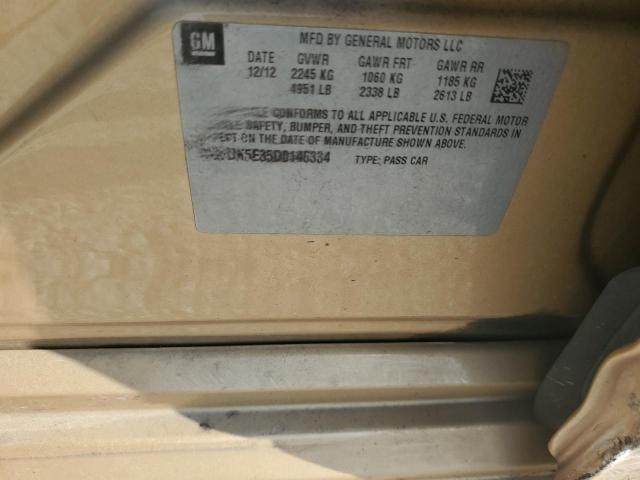 GM
MFD BY GENERAL MOTORS LLC
DATE GVWR GAWR FRT GAWR RR
12/12 2245 KG 1060 KG 1185 KG
4951 LB 2338 LB 2613 LB
CONFORMS TO ALL APPLICABLE U.S. FEDERAL MOTOR
SAFETY, BUMPER, AND THEFT PREVENTION STANDARDS
ON THE DATE OF MANUFACTURE SHOWN ABOVE.
TYPE: PASS CAR